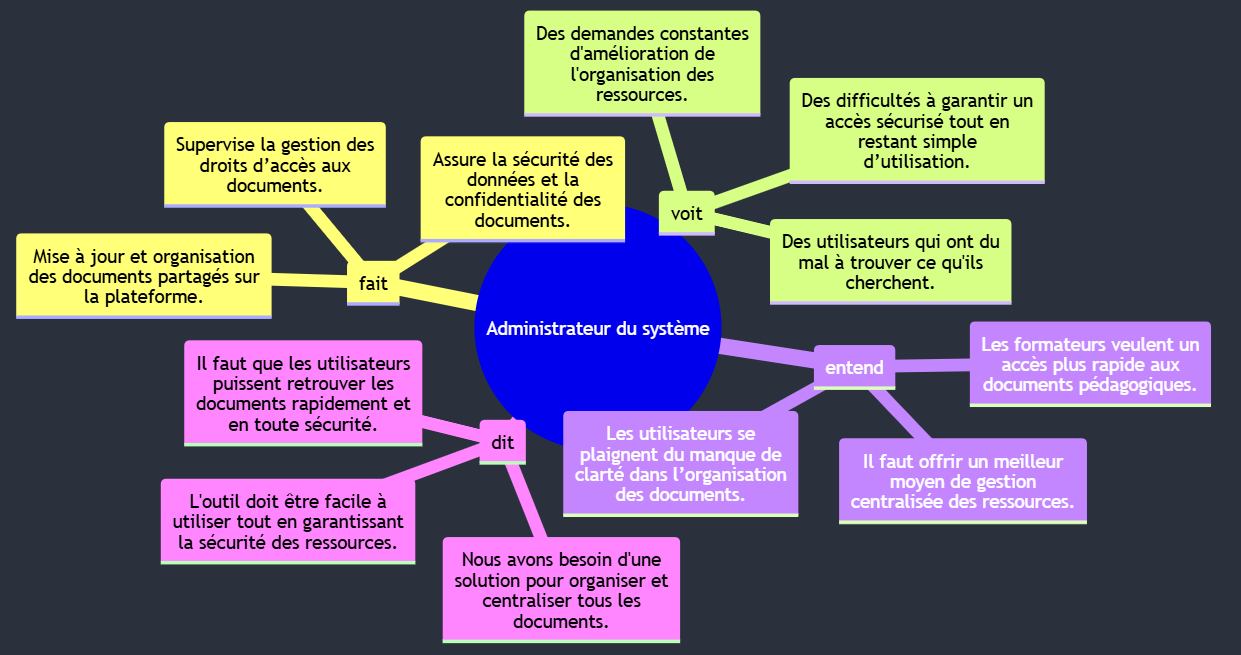 Des demandes constantes
d'amélioration de
l'organisation des
ressources.
Des difficultés à garantir un
accès sécurisé tout en
restant simple
d’utilisation.
Supervise la gestion des
droits d’accès aux
documents.
Assure la sécurité des
données et la
confidentialité des
documents.
voit
Mise à jour et organisation
des documents partagés sur
la plateforme.
fait
Des utilisateurs qui ont du
mal à trouver ce qu'ils
cherchent.
Administrateur du système
Il faut que les utilisateurs
puissent retrouver les
documents rapidement et
en toute sécurité.
entend
Les formateurs veulent un
accès plus rapide aux
documents pédagogiques.
dit
Les utilisateurs se
plaignent du manque de
clarté dans l’organisation
des documents.
Il faut offrir un meilleur
moyen de gestion
centralisée des ressources.
L'outil doit être facile à
utiliser tout en garantissant
la sécurité des ressources.
Nous avons besoin d'une
solution pour organiser et
centraliser tous les
documents.